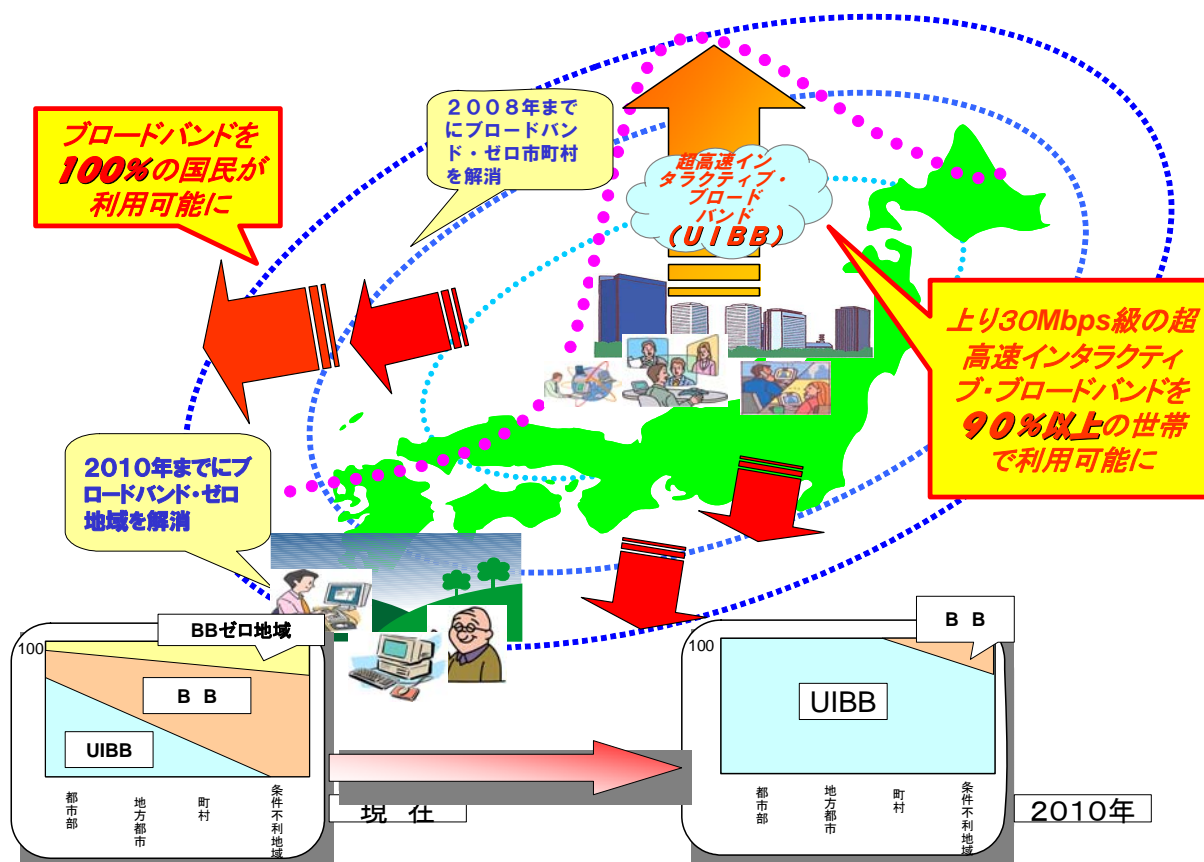 ブロードバンドを
100%の国民が
利用可能に
２００８年まで
にブロードバン
ド・ゼロ市町村
を解消
超高速イン
タラクティブ・
ブロード
バンド
（ＵＩＢＢ）
上り30Mbps級の超
高速インタラクティ
ブ・ブロードバンドを
９０％以上の世帯
で利用可能に
2010年までにブ
ロードバンド・ゼロ
地域を解消
BBゼロ地域
100
Ｂ Ｂ
UIBB
都市部
地方都市
町村
条件不利地域
現 在
Ｂ Ｂ
100
UIBB
都市部
地方都市
町村
条件不利地域
２０１０年